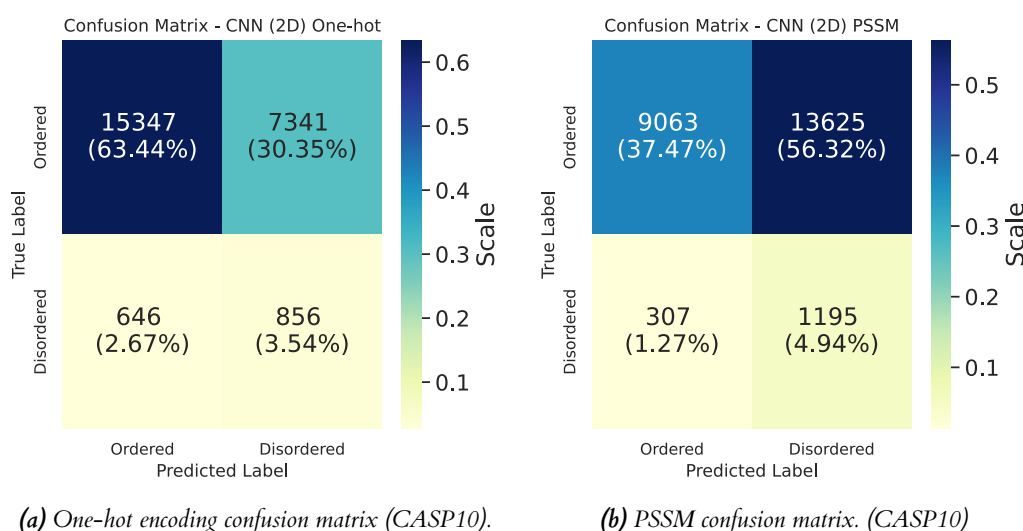 Confusion Matrix - CNN (2D) One-hot
True Label
Ordered
Disordered
15347
(63.44%)
7341
(30.35%)
646
(2.67%)
856
(3.54%)
Ordered
Disordered
Predicted Label
0.6
0.5
0.4
0.3
0.2
0.1
Scale
(a) One-hot encoding confusion matrix (CASP10).
Confusion Matrix - CNN (2D) PSSM
True Label
Ordered
Disordered
9063
(37.47%)
13625
(56.32%)
307
(1.27%)
1195
(4.94%)
Ordered
Disordered
Predicted Label
0.5
0.4
0.3
0.2
0.1
Scale
(b) PSSM confusion matrix. (CASP10)